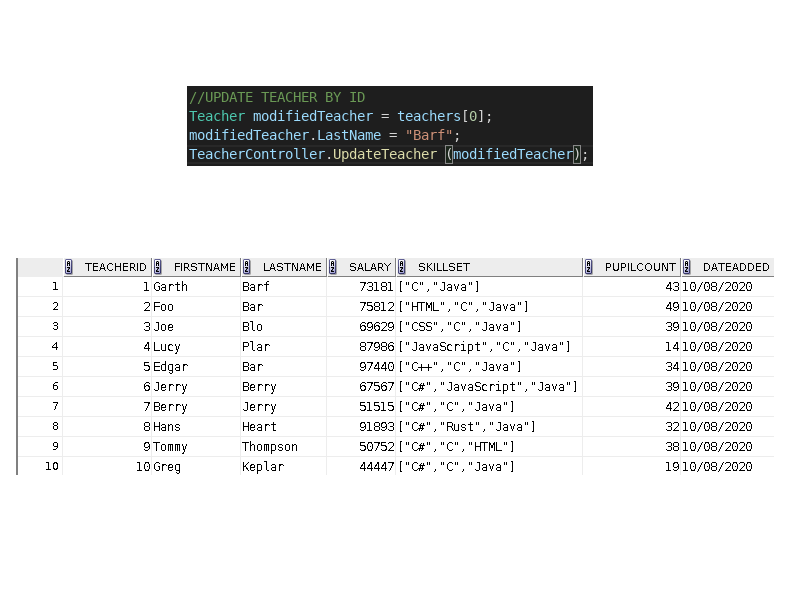 //UPDATE TEACHER BY ID
Teacher modifiedTeacher = teachers[0];
modifiedTeacher.LastName = "Barf";
TeacherController.UpdateTeacher (modifiedTeacher);
TEACHERID FIRSTNAME LASTNAME SALARY SKILLSET PUPILCOUNT DATEADDED
1 1 Garth Barf 73181 ["C","Java"] 43 10/08/2020
2 2 Foo Bar 75812 ["HTML","C","Java"] 49 10/08/2020
3 3 Joe Blo 69629 ["CSS","C","Java"] 39 10/08/2020
4 4 Lucy Plar 87986 ["JavaScript","C","Java"] 14 10/08/2020
5 5 Edgar Bar 97440 ["C++","C","Java"] 34 10/08/2020
6 6 Jerry Berry 67567 ["C#","JavaScript","Java"] 39 10/08/2020
7 7 Berry Jerry 51515 ["C#","C","Java"] 42 10/08/2020
8 8 Hans Heart 91893 ["C#","Rust","Java"] 32 10/08/2020
9 9 Tommy Thompson 50752 ["C#","C","HTML"] 38 10/08/2020
10 10 Greg Keplar 44447 ["C#","C","Java"] 19 10/08/2020